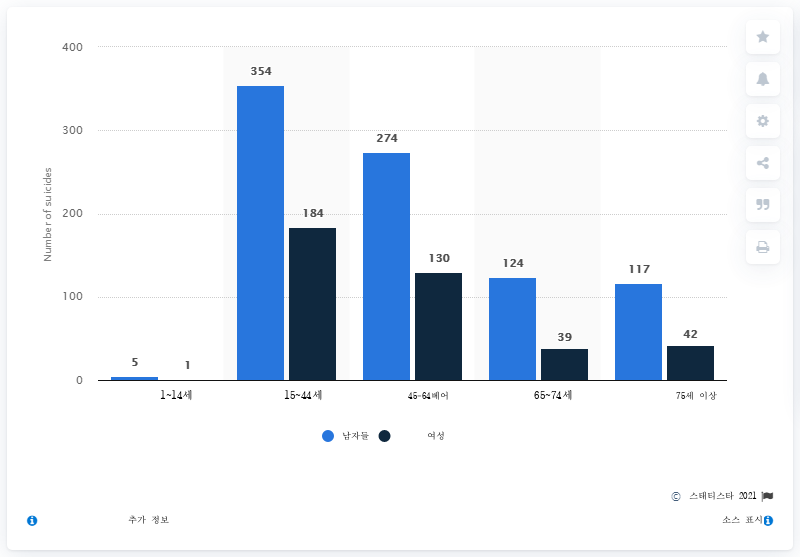 400
354
300
274
200
184
130
124
117
100
39
42
5
1
0
Number of suicides
1~14세
15~44세
45~64베어
65~74세
75세 이상
남자들
여성
© 스태티스타 2021
추가 정보
소스 표시